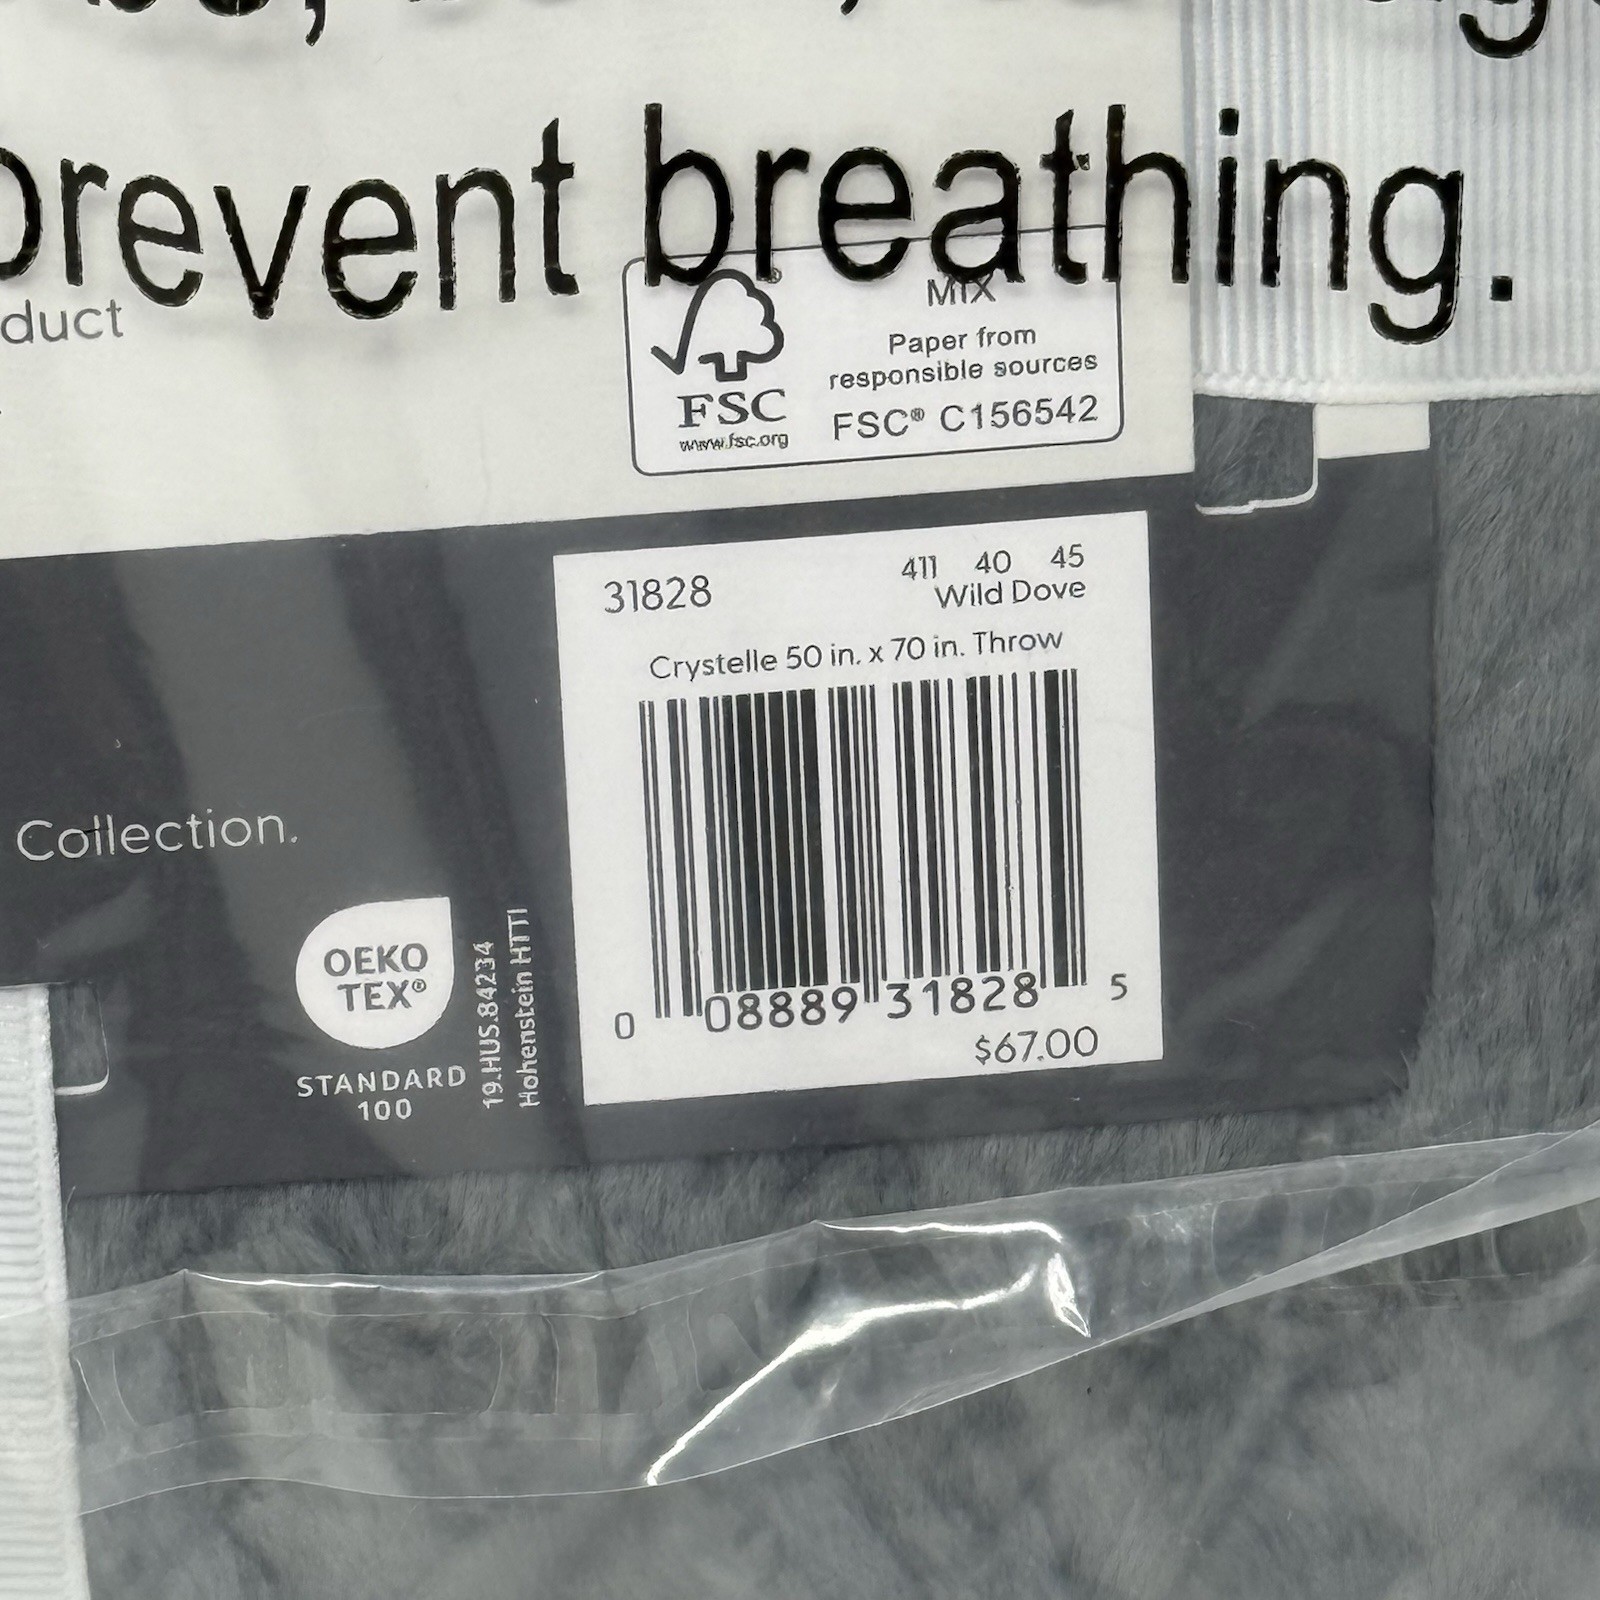 prevent breathing.
duct
MIX
Paper from
responsible sources
FSC® C156542
FSC
www.fsc.org
31828
411 40 45
Wild Dove
Crystelle 50 in. x 70 in. Throw
0 08889 31828 5
$67.00
Collection.
OEKO
TEX®
STANDARD
100
19.HUS.84234
Hohenstein HTTI